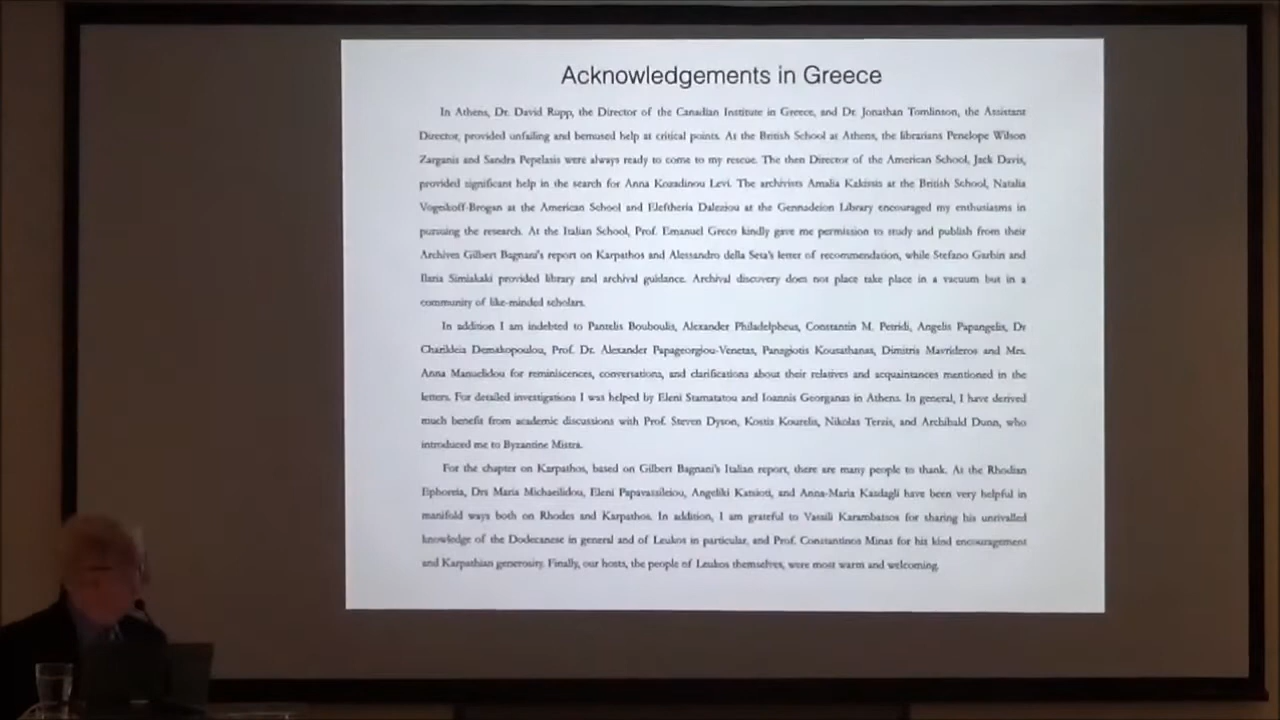 Acknowledgements in Greece
In Athens, Dr. David Rupp, the Director of the Canadian Institute in Greece, and Dr. Jonathan Tomlinson, the Assistant
Director, provided unfailing and bemused help at critical points. At the British School at Athens, the librarians Penelope Wilson
Zarganis and Sandra Pepelasis were always ready to come to my rescue. The then Director of the American School, Jack Davis,
provided significant help in the search for Anna Kozadinou Levi. The archivists Amalia Kakissis at the British School, Natalia
Vogeikoff-Brogan at the American School and Eleftheria Daleziou at the Gennadeion Library encouraged my enthusiasms in
pursuing the research. At the Italian School, Prof. Emanuel Greco kindly gave me permission to study and publish from their
Archives Gilbert Bagnani's report on Karpathos and Alessandro della Seta's letter of recommendation, while Stefano Garbin and
Ilaria Simiakaki provided library and archival guidance. Archival discovery does not place take place in a vacuum but in a
community of like-minded scholars.
In addition I am indebted to Pantelis Bouboulis, Alexander Philadelpheus, Constantin M. Petridi, Angelis Papangelis, Dr
Charikleia Demakopoulou, Prof. Dr. Alexander Papageorgiou-Venetas, Panagiotis Kousathanas, Dimitris Mavrideros and Mrs.
Anna Manuelidou for reminiscences, conversations, and clarifications about their relatives and acquaintances mentioned in the
letters. For detailed investigations I was helped by Eleni Stamatatou and Ioannis Georganas in Athens. In general, I have derived
much benefit from academic discussions with Prof. Steven Dyson, Kostis Kourelis, Nikolas Terzis, and Archibald Dunn, who
introduced me to Byzantine Mistra.
For the chapter on Karpathos, based on Gilbert Bagnani's Italian report, there are many people to thank. At the Rhodian
Ephoreia, Drs Maria Michaelidou, Eleni Papavassileiou, Angeliki Katsioti, and Anna-Maria Kasdagli have been very helpful in
manifold ways both on Rhodes and Karpathos. In addition, I am grateful to Vassili Karambatsos for sharing his unrivalled
knowledge of the Dodecanese in general and of Leukos in particular, and Prof. Constantinos Minas for his kind encouragement
and Karpathian generosity. Finally, our hosts, the people of Leukos themselves, were most warm and welcoming.